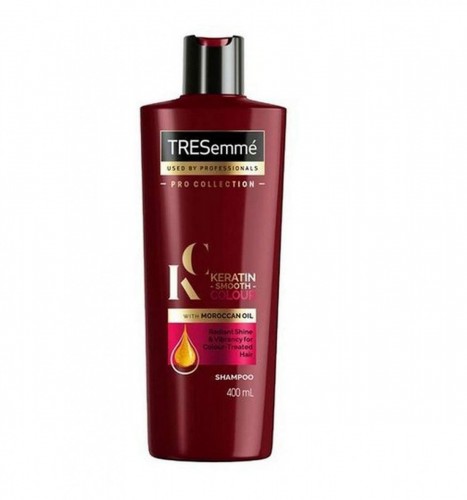 TRESemmé
USED BY PROFESSIONALS
PRO COLLECTION
KC
KERATIN
- SMOOTH -
COLOUR
WITH MOROCCAN OIL
Radiant Shine
& Vibrancy for
Colour-Treated
Hair
SHAMPOO
400 mL